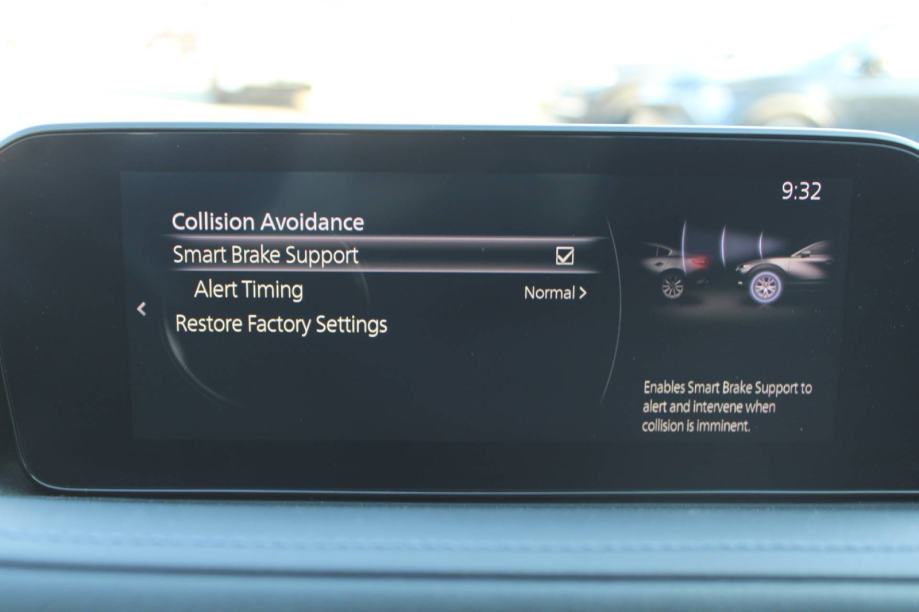 9:32
Collision Avoidance
Smart Brake Support
Alert Timing Normal >
Restore Factory Settings
Enables Smart Brake Support to
alert and intervene when
collision is imminent.